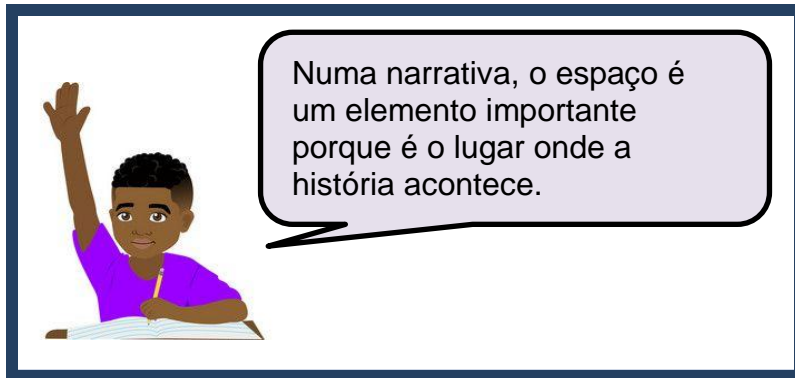 Numa narrativa, o espaço é
um elemento importante
porque é o lugar onde a
história acontece.